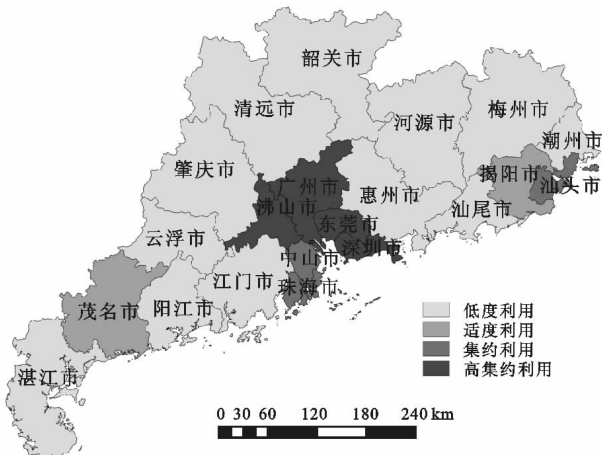 韶关市
清远市
河源市
梅州市
潮州市
肇庆市
广州市
惠州市
揭阳市
汕头市
沸山市
东莞市
汕尾市
云浮市
深圳市
中山市
江门市
珠海市
茂名市
阳江市
湛江市
低度利用
适度利用
集约利用
高集约利用
0 30 60 120 180 240 km